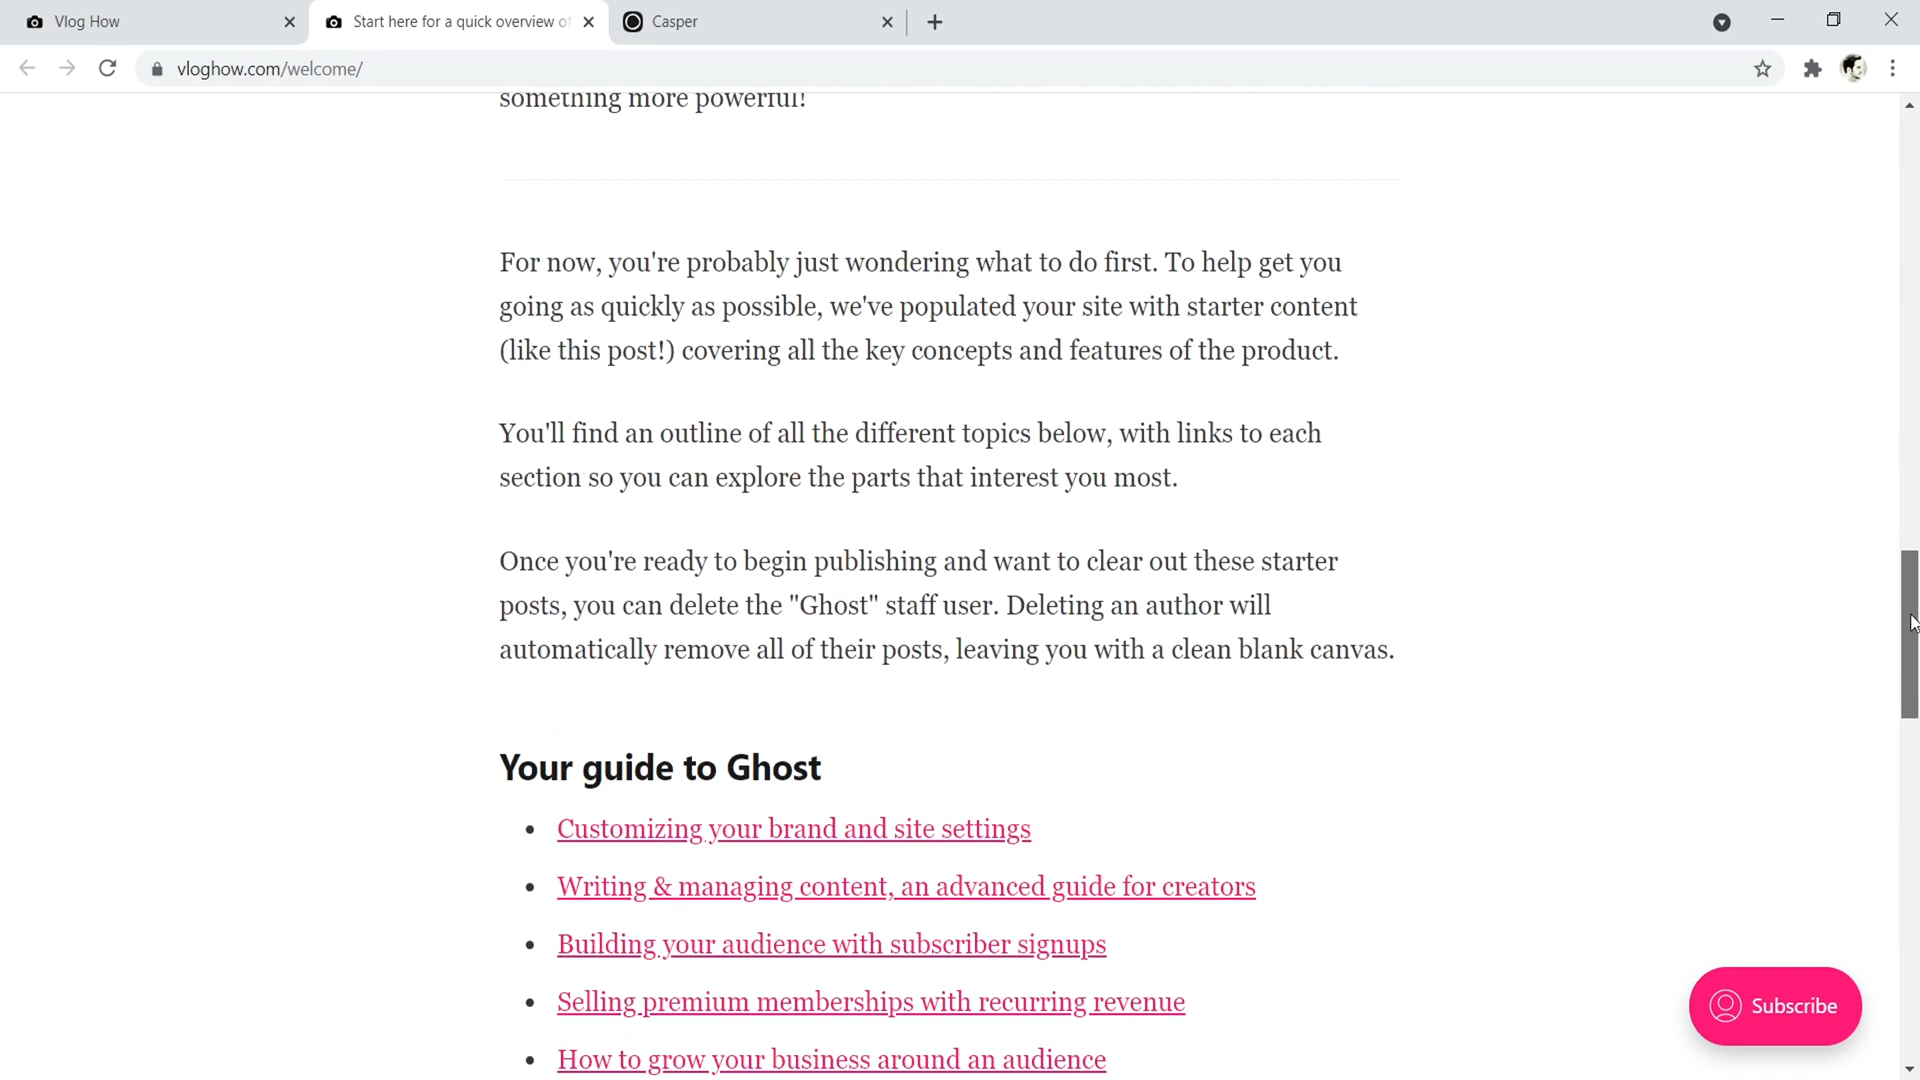 Vlog How
Start here for a quick overview of
Casper
vloghow.com/welcome/
something more powerful!
For now, you're probably just wondering what to do first. To help get you
going as quickly as possible, we've populated your site with starter content
(like this post!) covering all the key concepts and features of the product.
You'll find an outline of all the different topics below, with links to each
section so you can explore the parts that interest you most.
Once you're ready to begin publishing and want to clear out these starter
posts, you can delete the "Ghost" staff user. Deleting an author will
automatically remove all of their posts, leaving you with a clean blank canvas.
Your guide to Ghost
Customizing your brand and site settings
Writing & managing content, an advanced guide for creators
Building your audience with subscriber signups
Selling premium memberships with recurring revenue
How to grow your business around an audience
Subscribe